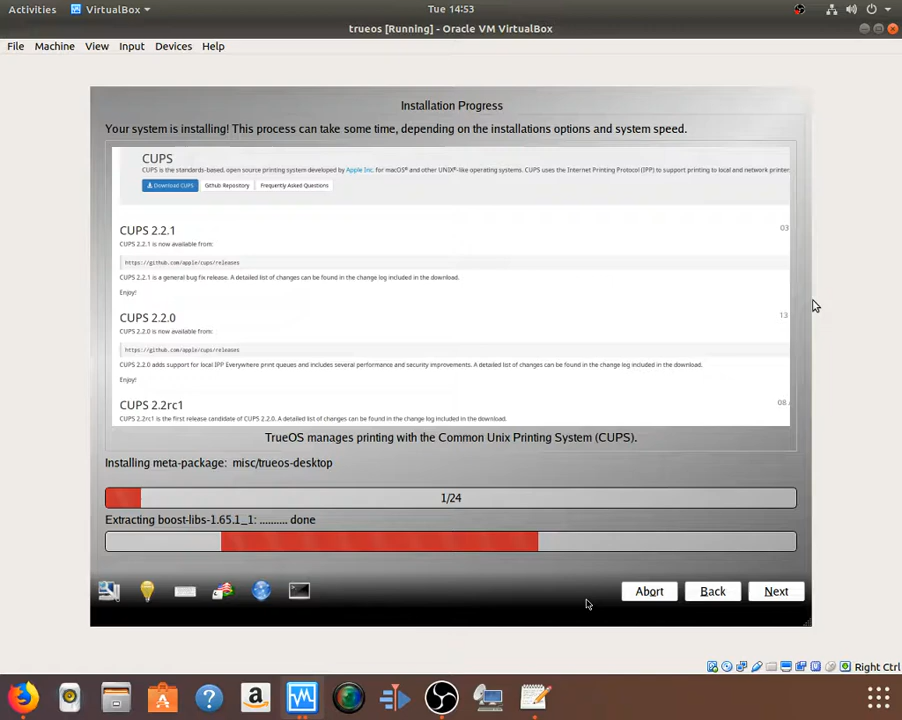 Activities VirtualBox Tue 14:53
trueos [Running] - Oracle VM VirtualBox
File Machine View Input Devices Help
Installation Progress
Your system is installing! This process can take some time, depending on the installations options and system speed.
CUPS
CUPS is the standards-based, open source printing system developed by Apple Inc. for macOS® and other UNIX®-like operating systems. CUPS uses the Internet Printing Protocol (IPP) to support printing to local and network printer
Download CUPS Github Repository Frequently Asked Questions
CUPS 2.2.1 03
CUPS 2.2.1 is now available from:
https://github.com/apple/cups/releases
CUPS 2.2.1 is a general bug fix release. A detailed list of changes can be found in the change log included in the download.
Enjoy!
CUPS 2.2.0 13
CUPS 2.2.0 is now available from:
https://github.com/apple/cups/releases
CUPS 2.2.0 adds support for local IPP Everywhere print queues and includes several performance and security improvements. A detailed list of changes can be found in the change log included in the download.
Enjoy!
CUPS 2.2rc1 08
CUPS 2.2rc1 is the first release candidate of CUPS 2.2.0. A detailed list of changes can be found in the change log included in the download.
TrueOS manages printing with the Common Unix Printing System (CUPS).
Installing meta-package: misc/trueos-desktop
1/24
Extracting boost-libs-1.65.1_1: .......... done
Abort Back Next
Right Ctrl